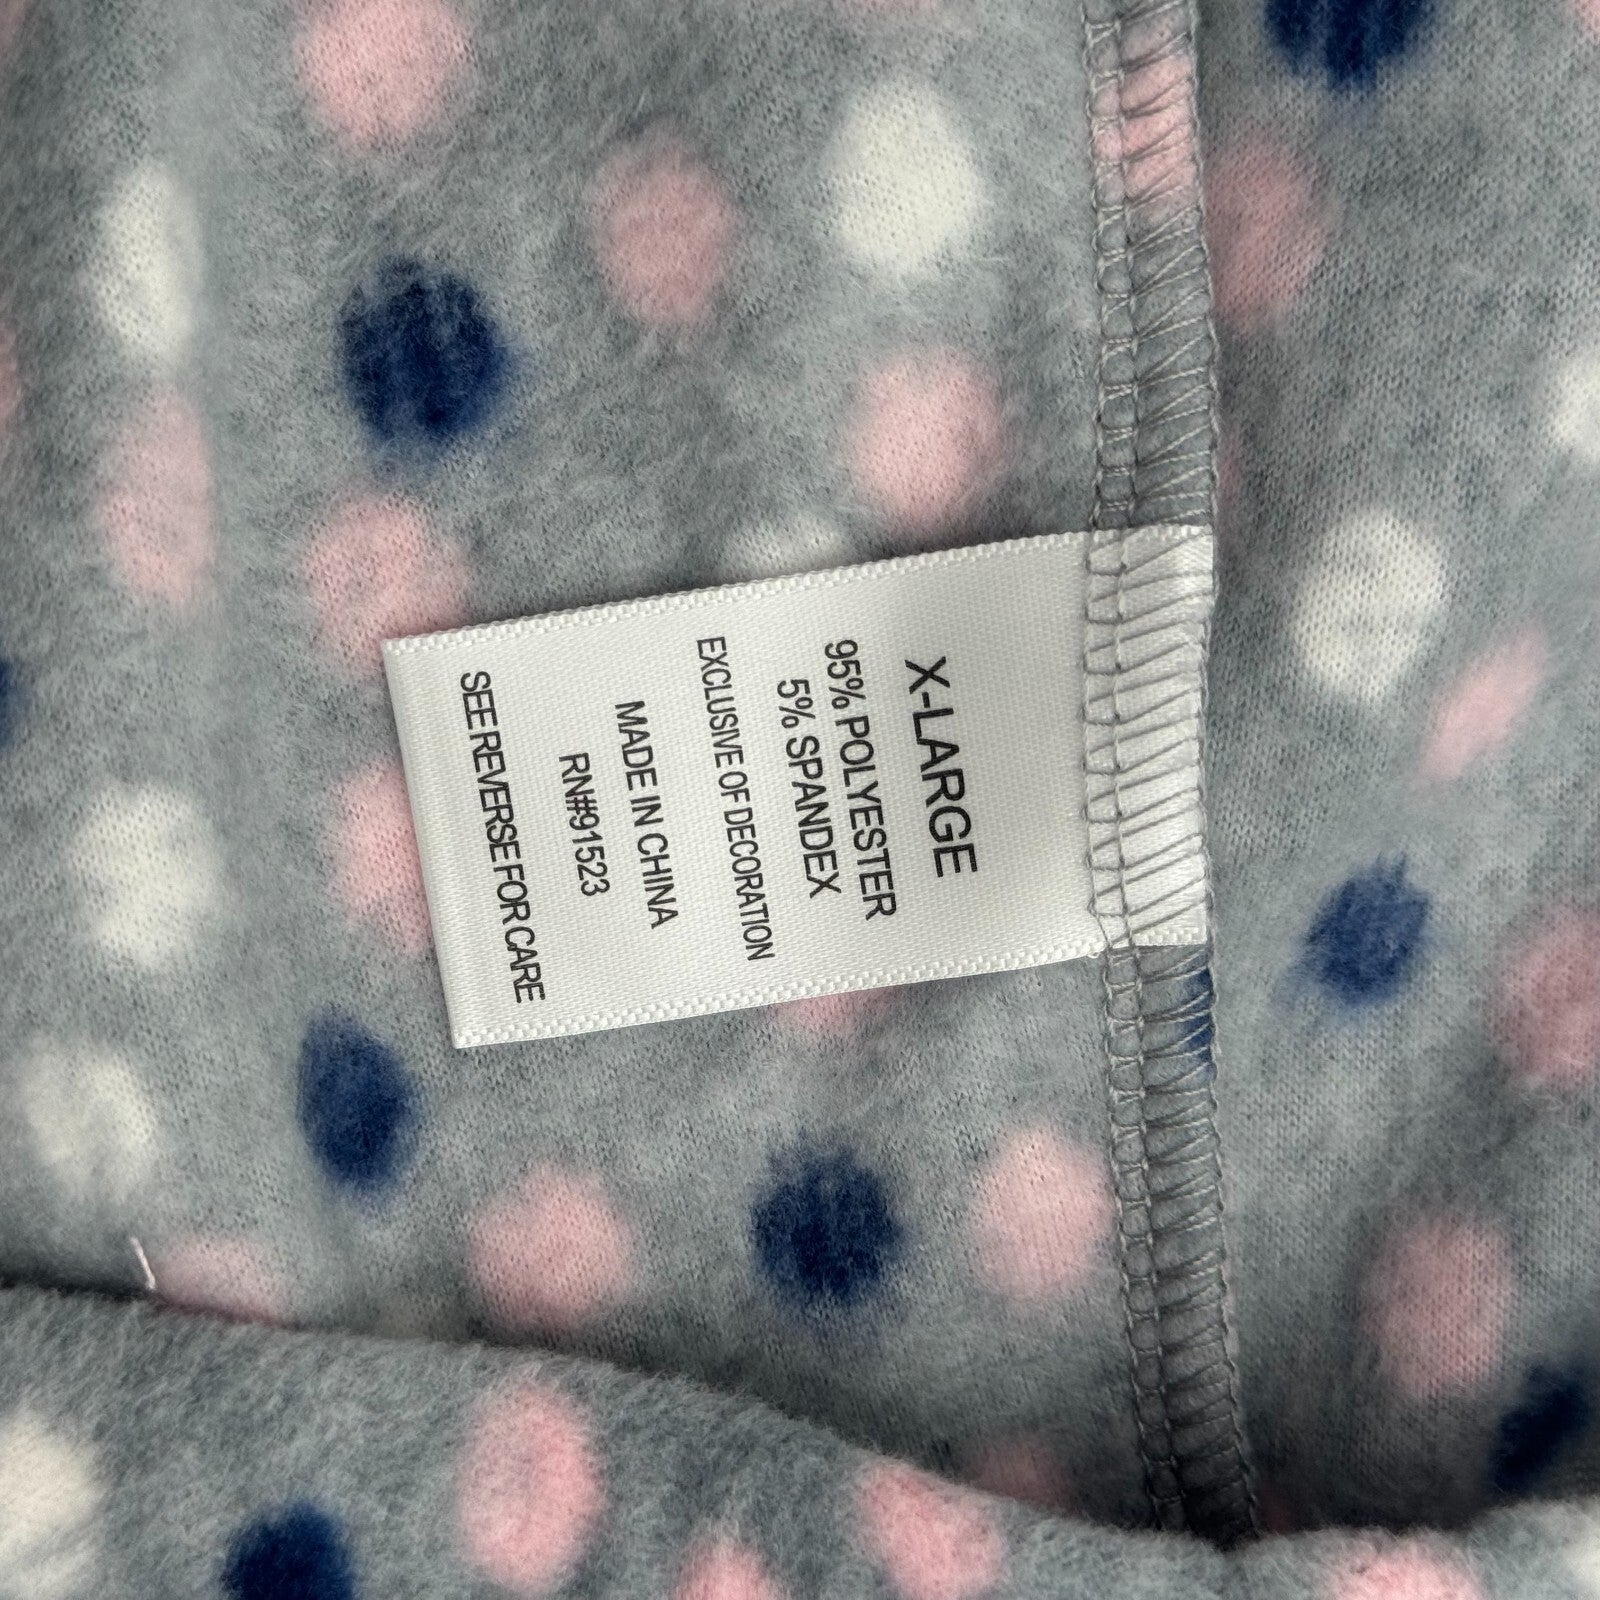 X-LARGE
95% POLYESTER
5% SPANDEX
EXCLUSIVE OF DECORATION
MADE IN CHINA
RN#91523
SEE REVERSE FOR CARE